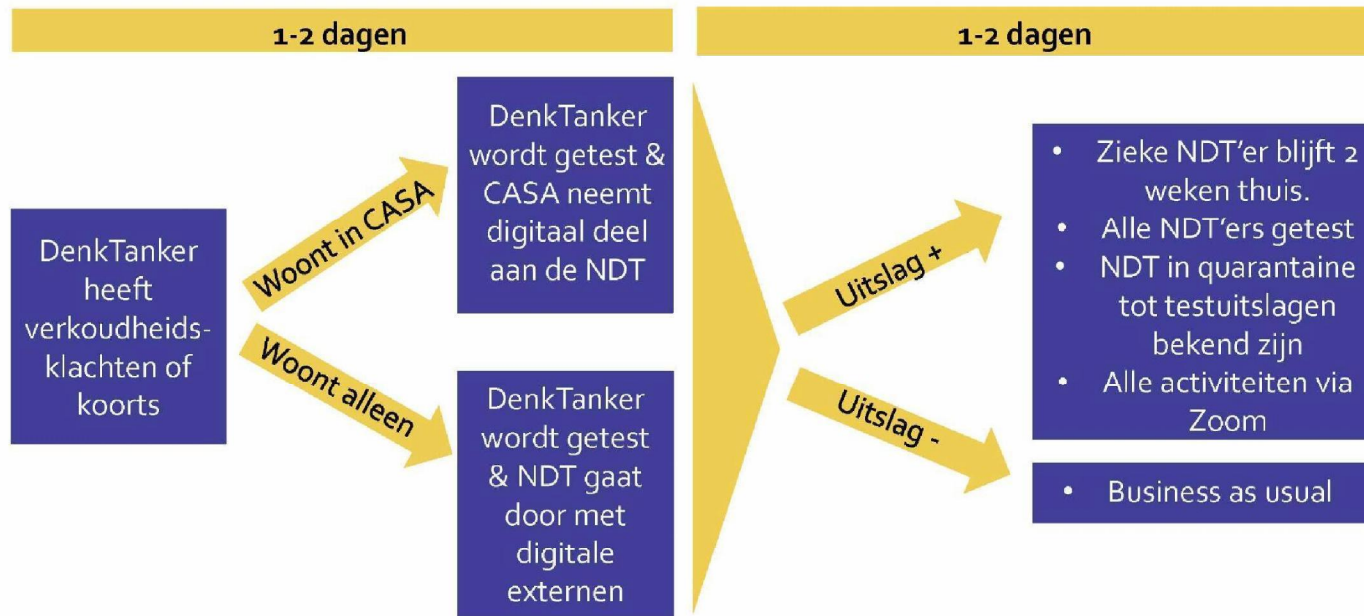 1-2 dagen
1-2 dagen
DenkTanker
heeft
verkoudheids-
klachten of
koorts
Woont in CASA
Woont alleen
DenkTanker
wordt getest &
CASA neemt
digitaal deel
aan de NDT
DenkTanker
wordt getest
& NDT gaat
door met
digitale
externen
Uitslag +
Uitslag -
• Zieke NDT'er blijft 2
weken thuis.
• Alle NDT'ers getest
• NDT in quarantaine
tot testuitslagen
bekend zijn
• Alle activiteiten via
Zoom
• Business as usual